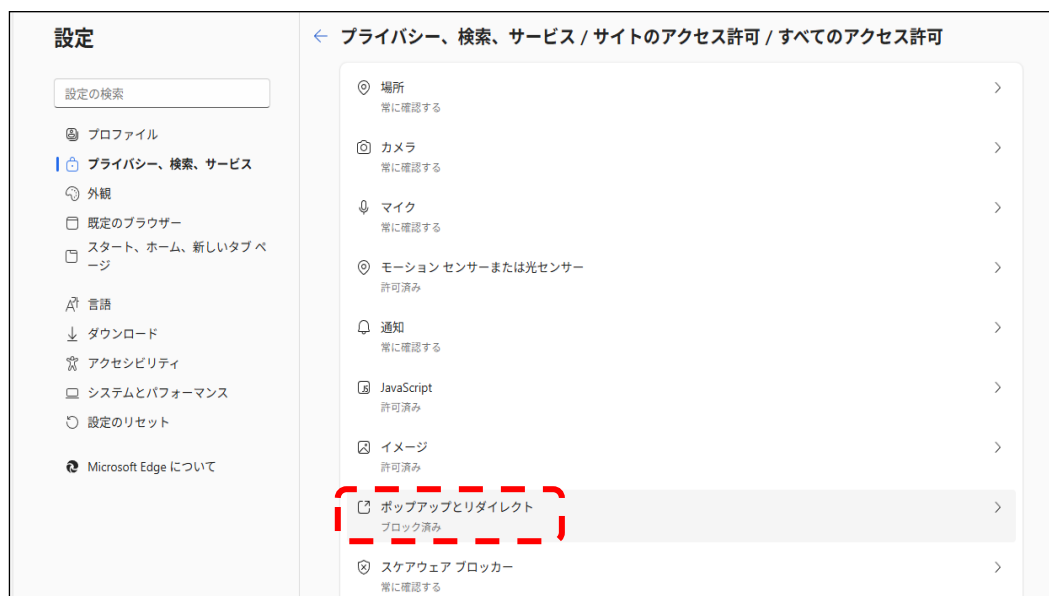 設定
設定の検索
プロファイル
プライバシー、検索、サービス
外観
既定のブラウザー
スタート、ホーム、新しいタブ ペ
ージ
言語
ダウンロード
アクセシビリティ
システムとパフォーマンス
設定のリセット
Microsoft Edge について
プライバシー、検索、サービス / サイトのアクセス許可 / すべてのアクセス許可
場所
常に確認する
カメラ
常に確認する
マイク
常に確認する
モーション センサーまたは光センサー
許可済み
通知
常に確認する
JavaScript
許可済み
イメージ
許可済み
ポップアップとリダイレクト
ブロック済み
スケアウェア ブロッカー
常に確認する